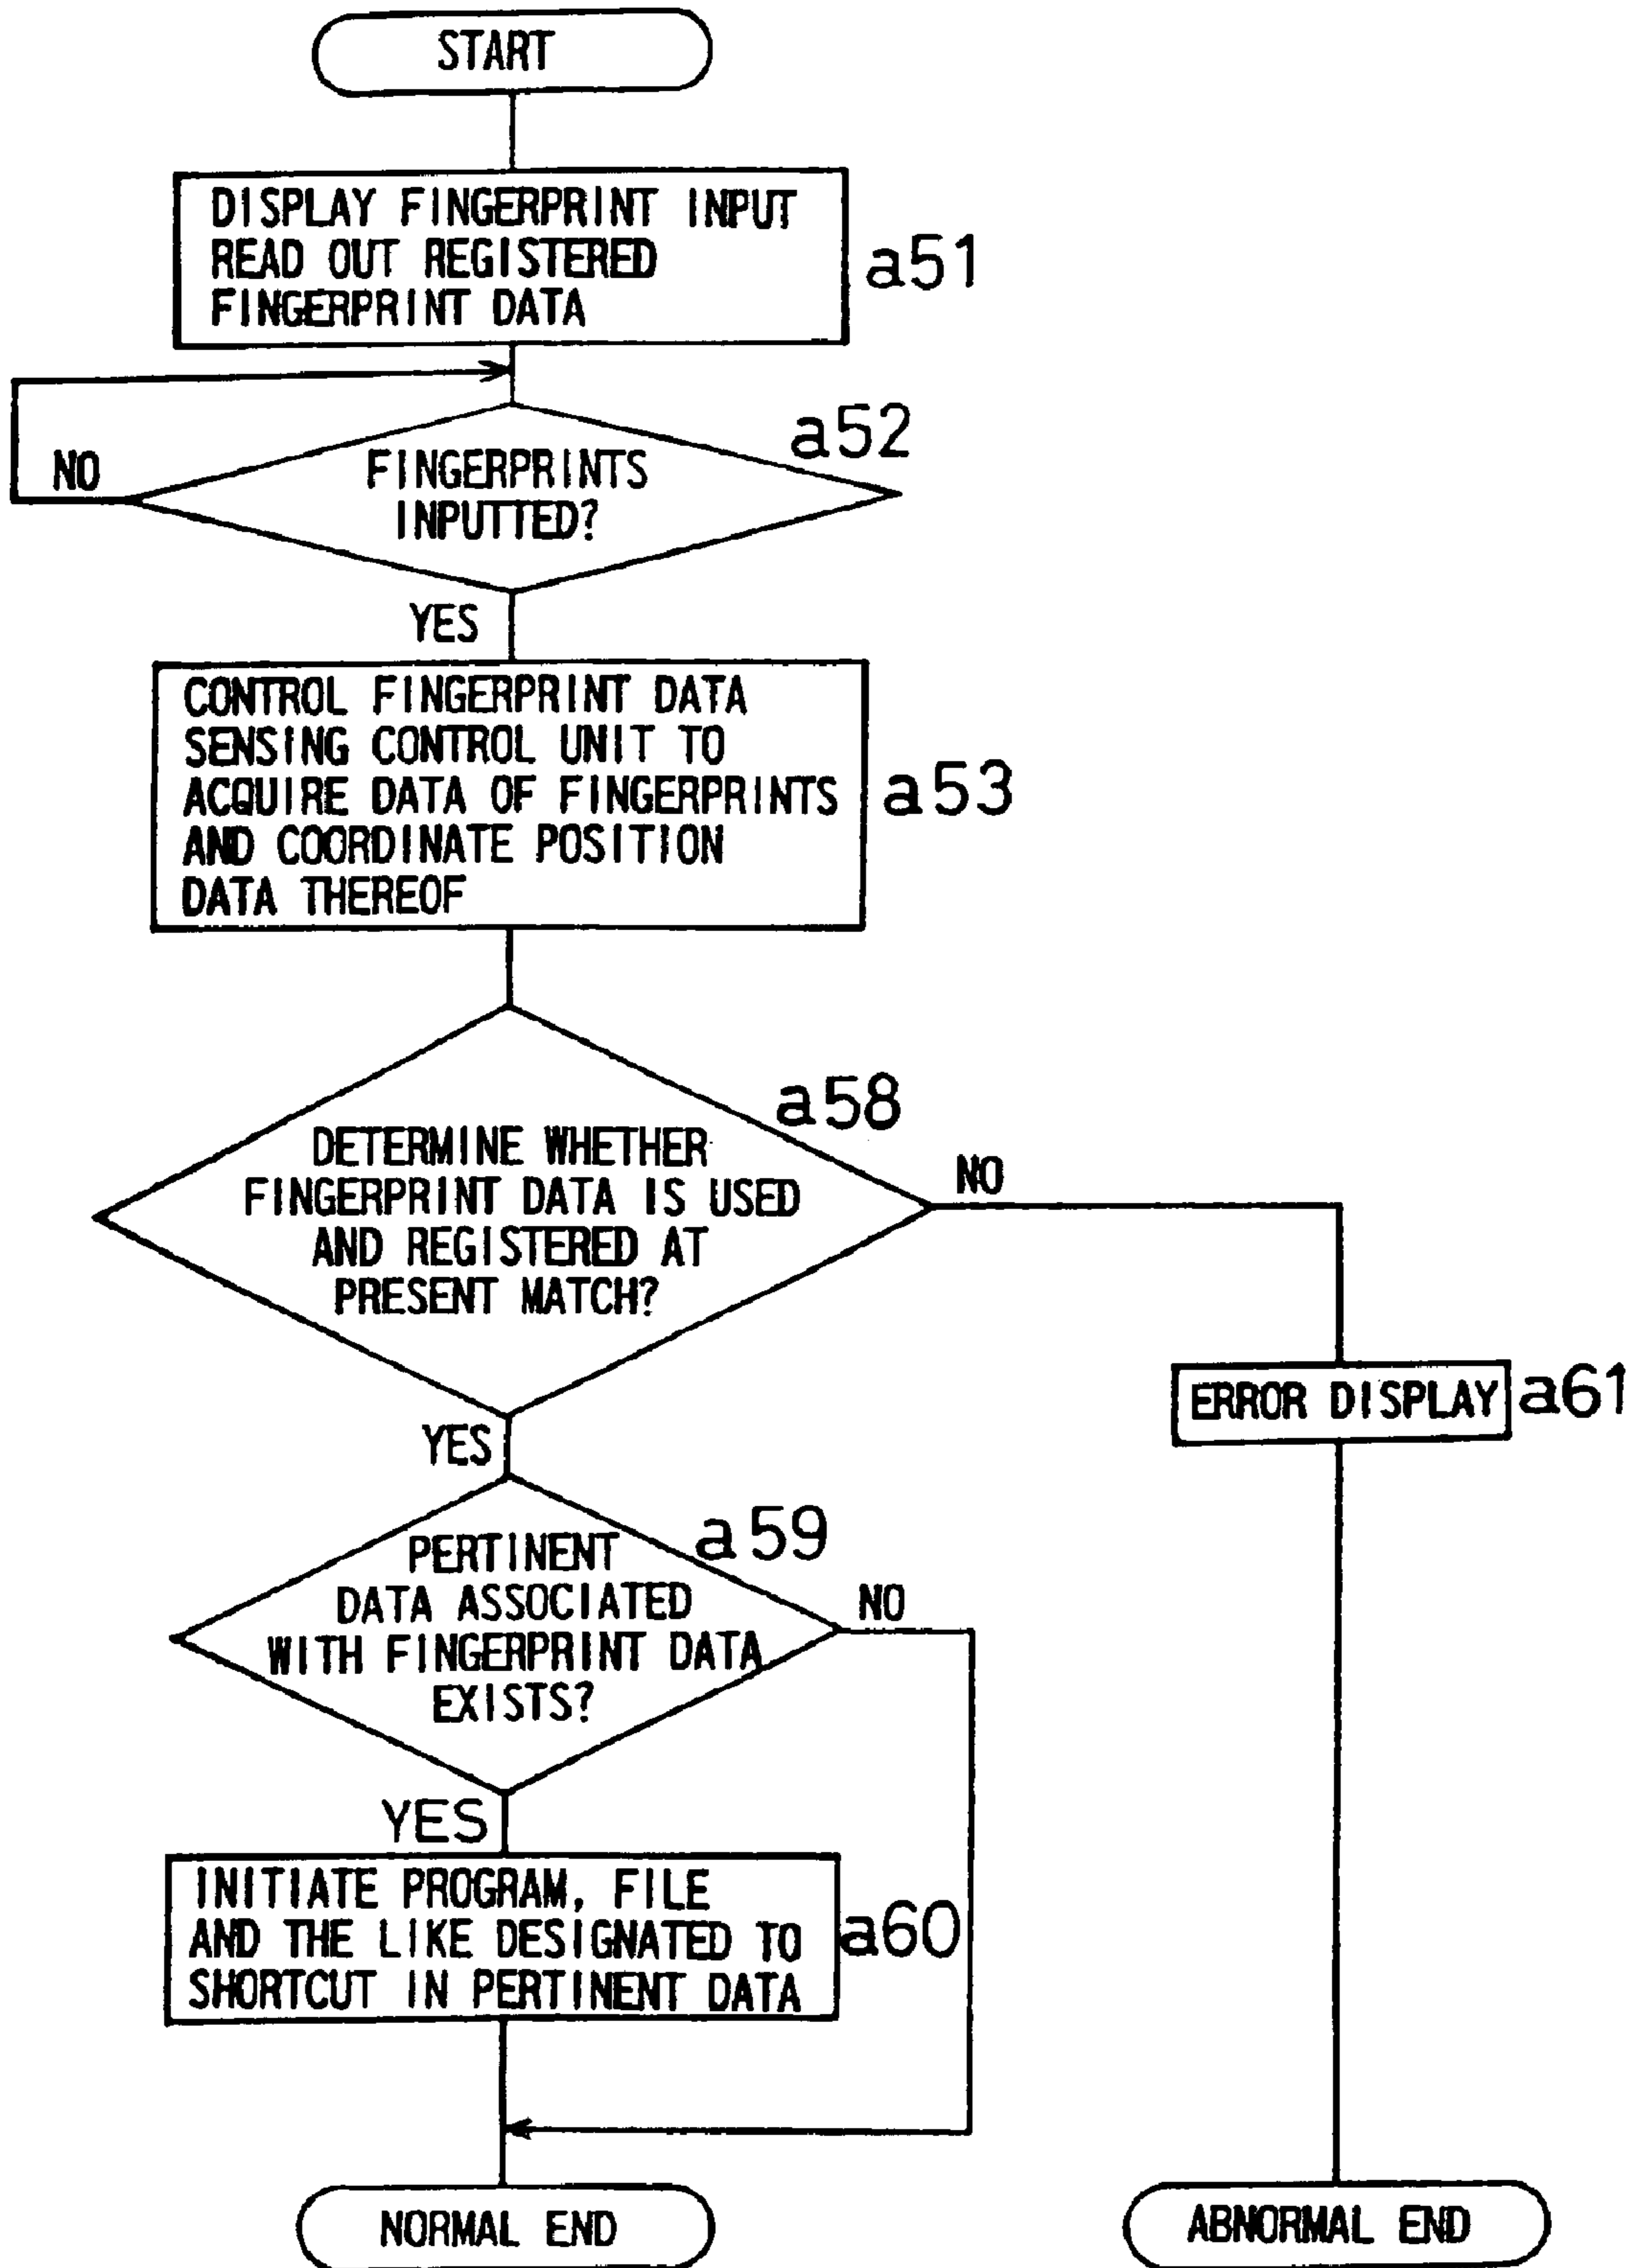 START
DISPLAY FINGERPRINT INPUT
READ OUT REGISTERED
FINGERPRINT DATA
a51
a52
NO
FINGERPRINTS
INPUTTED?
YES
CONTROL FINGERPRINT DATA
SENSING CONTROL UNIT TO
ACQUIRE DATA OF FINGERPRINTS
AND COORDINATE POSITION
DATA THEREOF
a53
a58
DETERMINE WHETHER
FINGERPRINT DATA IS USED
AND REGISTERED AT
PRESENT MATCH?
NO
YES
ERROR DISPLAY
a61
a59
PERTINENT
DATA ASSOCIATED
WITH FINGERPRINT DATA
EXISTS?
NO
YES
INITIATE PROGRAM, FILE
AND THE LIKE DESIGNATED TO
SHORTCUT IN PERTINENT DATA
a60
NORMAL END
ABNORMAL END